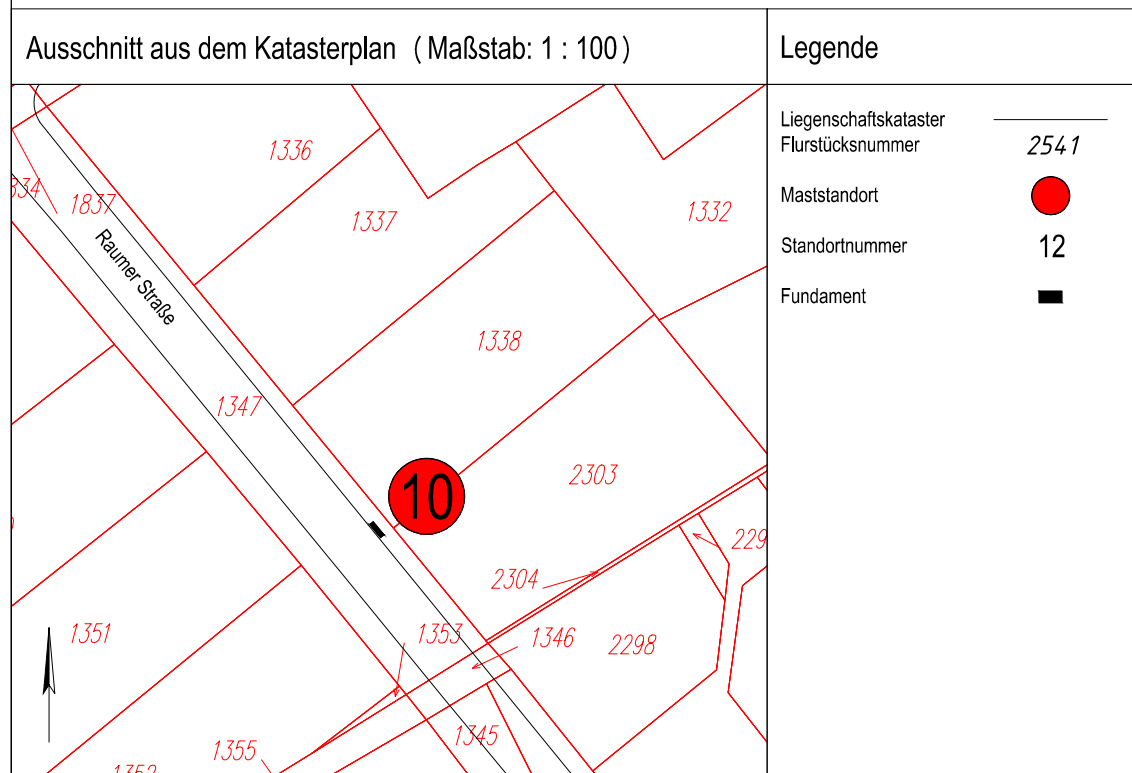 Ausschnitt aus dem Katasterplan (Maßstab: 1 : 100)
Legende
Liegenschaftskataster
Flurstücksnummer 2541
Maststandort
Standortnummer 12
Fundament
1336
1837
1337
1332
Raumer Straße
1338
1347
10
2303
2304
1351
1353
1346
2298
1355
1345